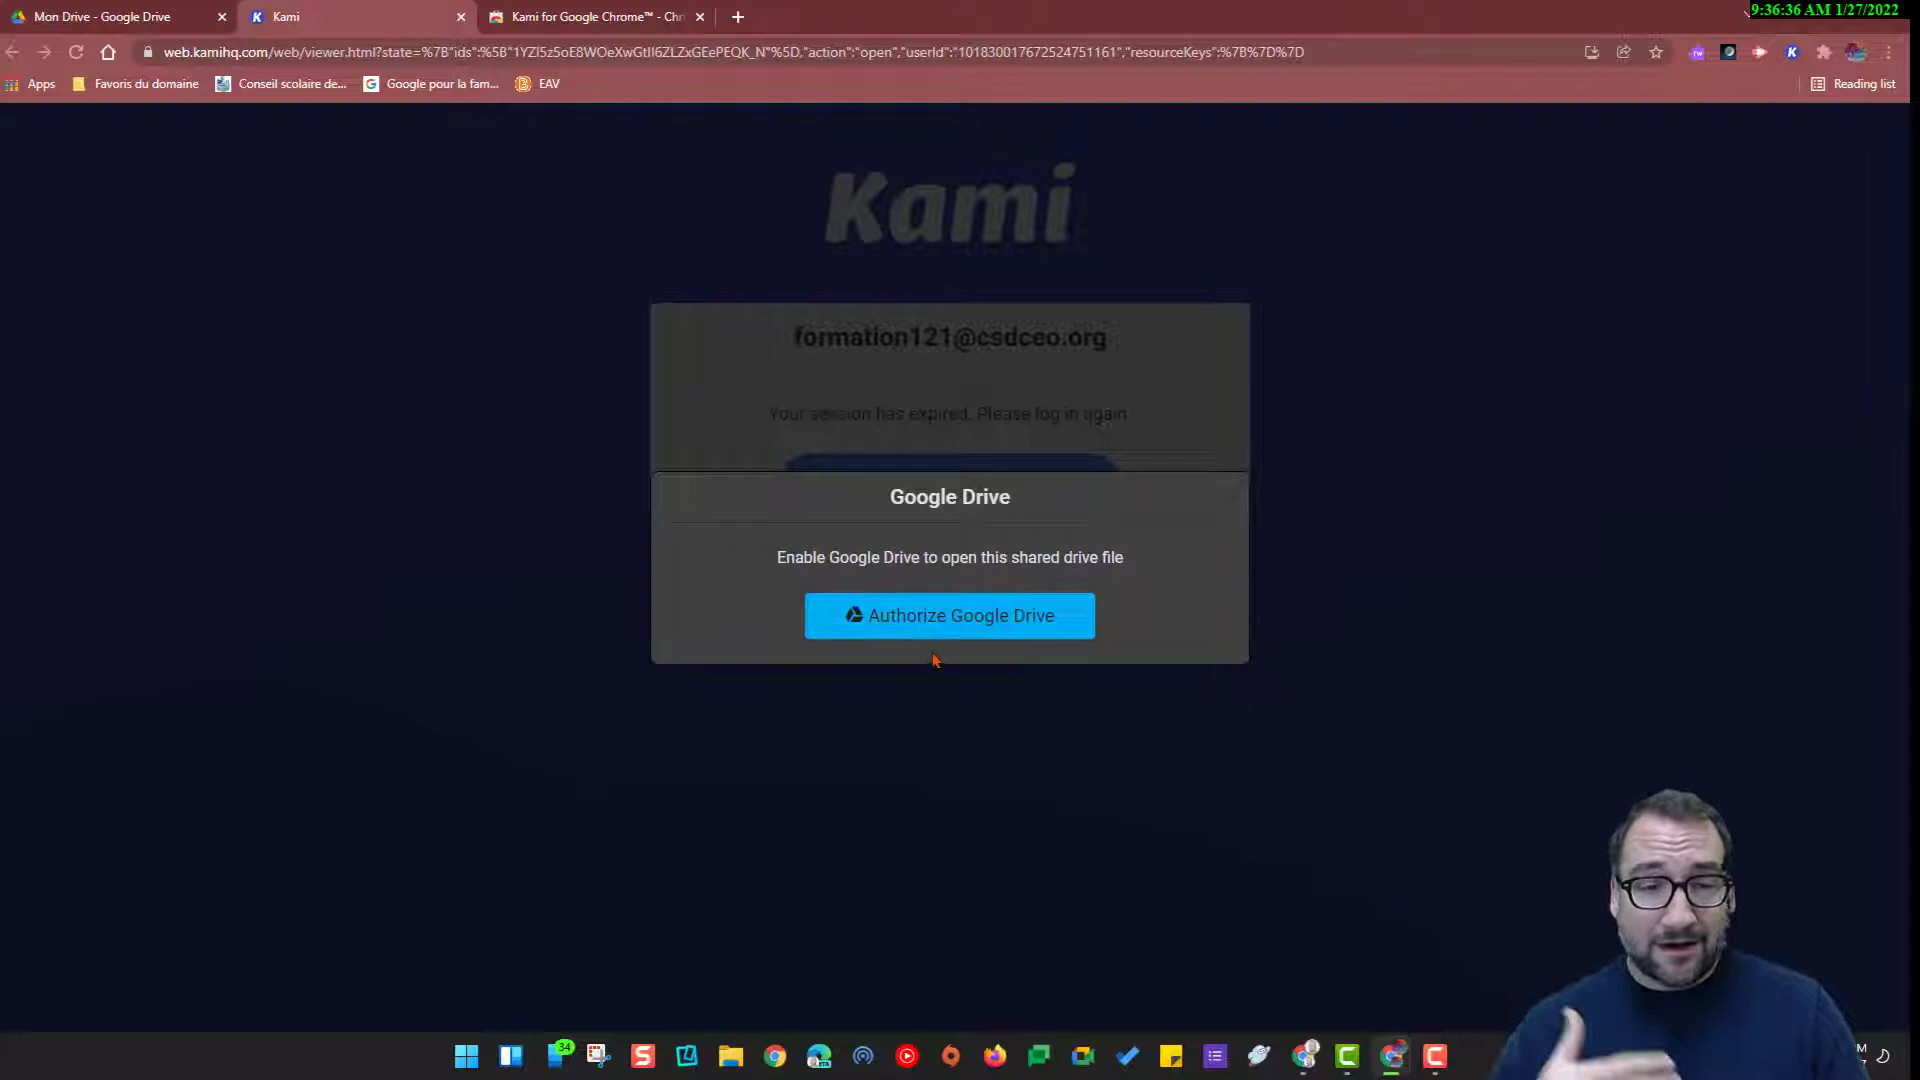 Mon Drive - Google Drive
Kami
Kami for Google Chrome™ - Chr
9:36:36 AM 1/27/2022
web.kamihq.com/web/viewer.html?state=%7B"ids":%5B"1YZl5z5oE8WOeXwGtII6ZLZxGEePEQK_N"%5D,"action":"open","userId":"101830017672524751161","resourceKeys":%7B%7D%7D
Apps
Favoris du domaine
Conseil scolaire de...
Google pour la fam...
EAV
Reading list
Kami
formation121@csdceo.org
Your session has expired. Please log in again
Google Drive
Enable Google Drive to open this shared drive file
Authorize Google Drive
34